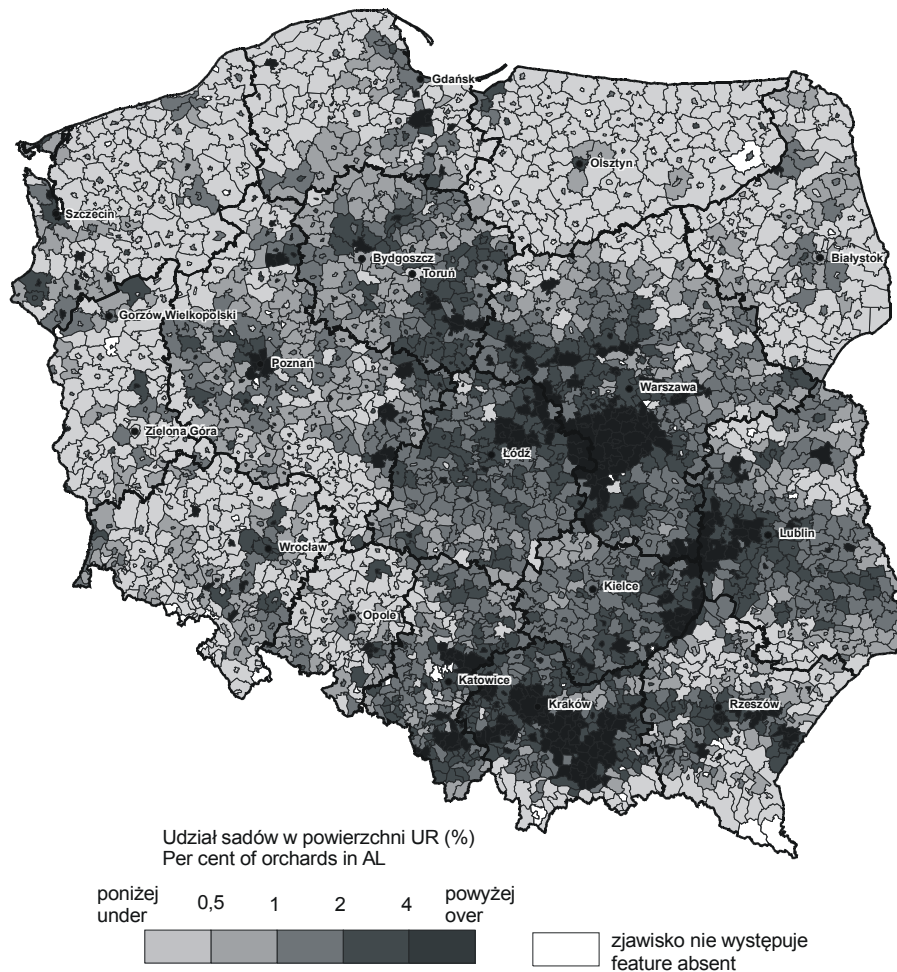 Gdańsk
Olsztyn
Szczecin
Bydgoszcz
Białystok
Toruń
Gorzów Wielkopolski
Poznań
Warszawa
Zielona Góra
Łódź
Wrocław
Lublin
Kielce
Opole
Katowice
Kraków
Rzeszów
Udział sadów w powierzchni UR (%)
Per cent of orchards in AL
poniżej
under
0,5 1 2 4
powyżej
over
zjawisko nie występuje
feature absent